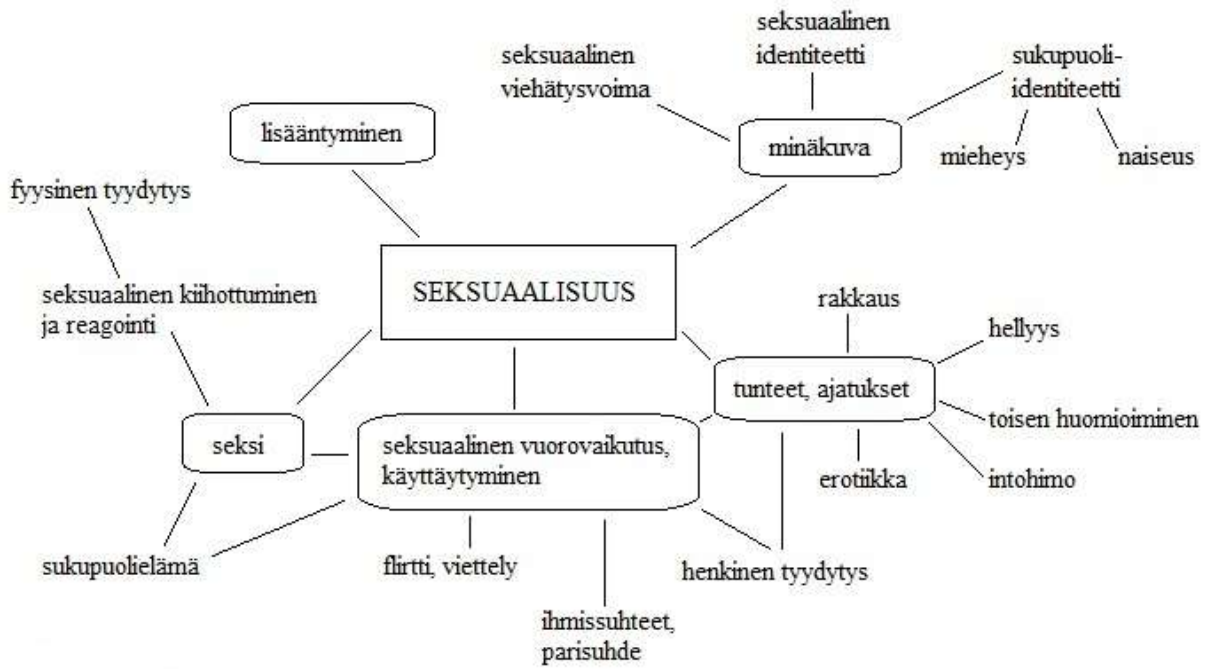 seksuaalinen
identiteetti
seksuaalinen
viehätysvoima
sukupuoli-
identiteetti
lisääntyminen
minäkuva
mieheys
naiseus
fyysinen tyydytys
SEKSUAALISUUS
seksuaalinen kiihottuminen
ja reagointi
rakkaus
hellyys
tunteet, ajatukset
toisen huomioiminen
seksi
seksuaalinen vuorovaikutus,
käyttäytyminen
erotiikka
intohimo
sukupuolielämä
flirtti, viettely
henkinen tyydytys
ihmissuhteet,
parisuhde